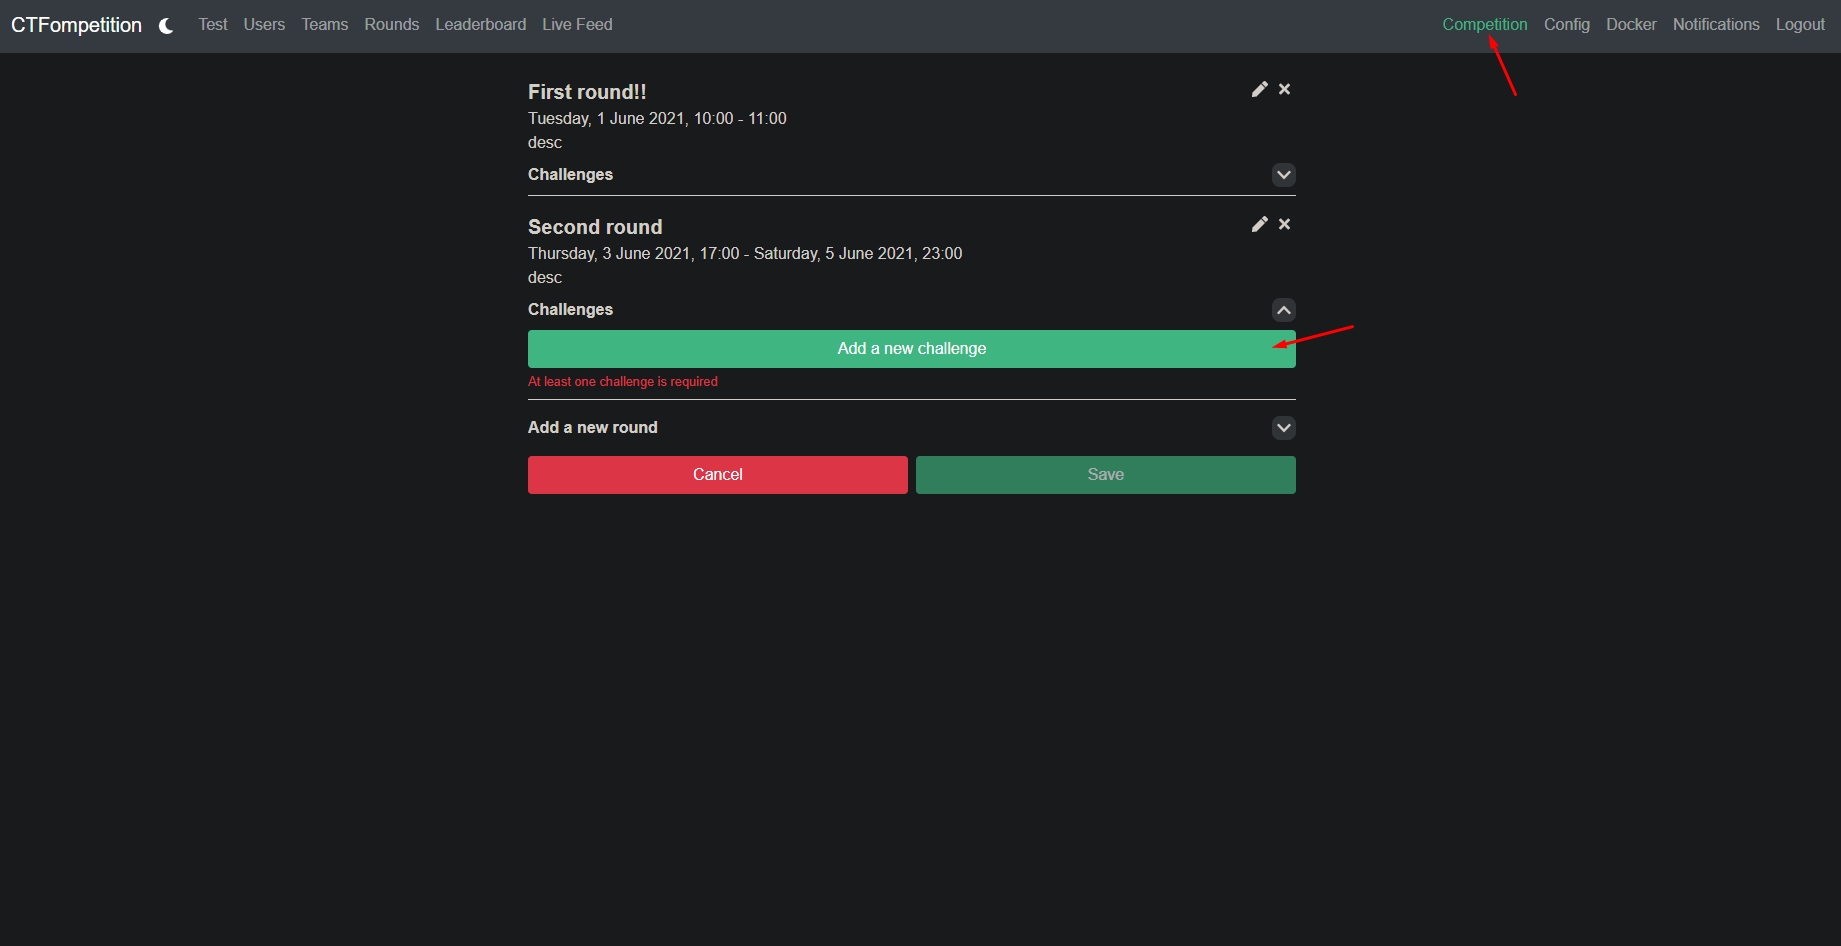 CTFompetition Test Users Teams Rounds Leaderboard Live Feed Competition Config Docker Notifications Logout
First round!!
Tuesday, 1 June 2021, 10:00 - 11:00
desc
Challenges
Second round
Thursday, 3 June 2021, 17:00 - Saturday, 5 June 2021, 23:00
desc
Challenges
Add a new challenge
At least one challenge is required
Add a new round
Cancel Save